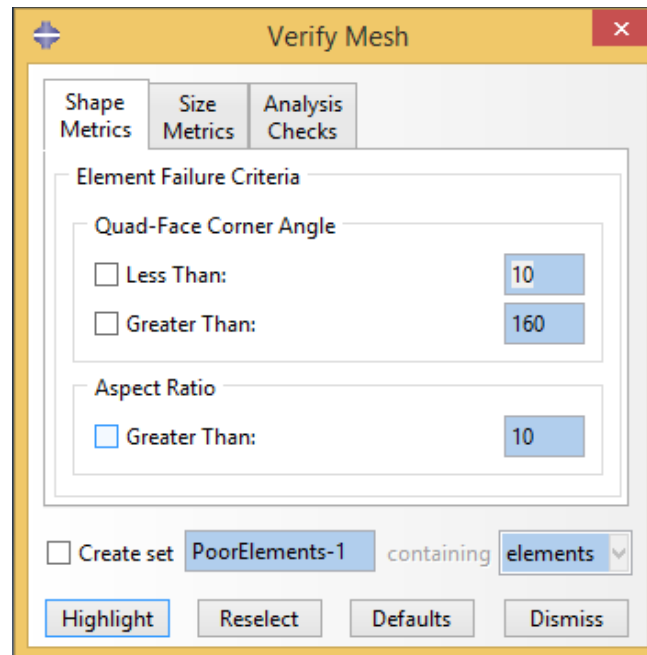 Verify Mesh
Shape Metrics
Size Metrics
Analysis Checks
Element Failure Criteria
Quad-Face Corner Angle
Less Than: 10
Greater Than: 160
Aspect Ratio
Greater Than: 10
Create set PoorElements-1 containing elements
Highlight Reselect Defaults Dismiss